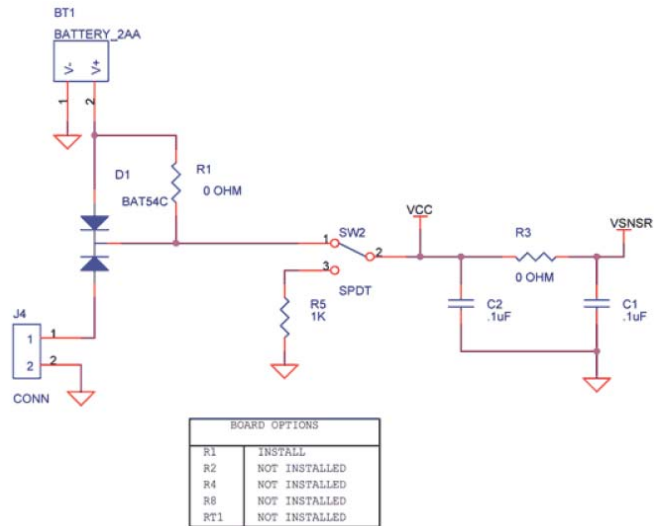 BT1
BATTERY_2AA
V-
V+
1
2
D1
BAT54C
R1
0 OHM
1
SW2
2
3
SPDT
R5
1K
VCC
R3
0 OHM
VSNSR
C2
.1uF
C1
.1uF
J4
1
1
2
2
CONN
BOARD OPTIONS
R1 INSTALL
R2 NOT INSTALLED
R4 NOT INSTALLED
R8 NOT INSTALLED
RT1 NOT INSTALLED